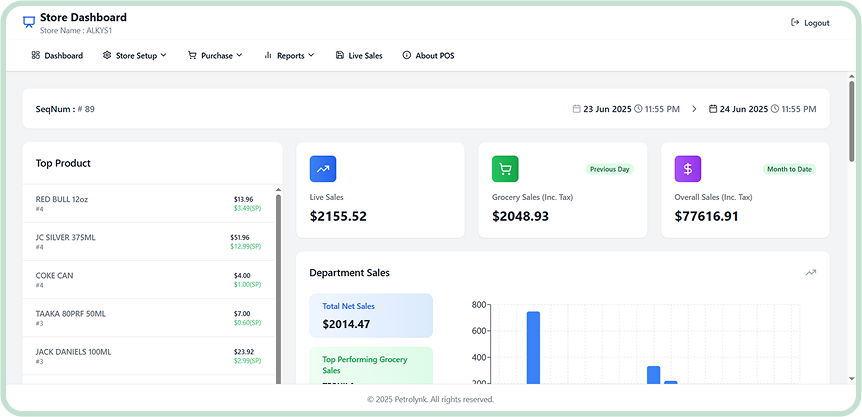 Store Dashboard
Store Name : ALKYS1
Logout
Dashboard
Store Setup
Purchase
Reports
Live Sales
About POS
SeqNum : # 89
23 Jun 2025 11:55 PM > 24 Jun 2025 11:55 PM
Top Product
RED BULL 12oz $13.96
#4 $3.49(SP)
JC SILVER 375ML $51.96
#4 $12.99(SP)
COKE CAN $4.00
#4 $1.00(SP)
TAAKA 80PRF 50ML $7.00
#3 $0.60(SP)
JACK DANIELS 100ML $23.92
#3 $2.99(SP)
Live Sales
$2155.52
Previous Day
Grocery Sales (Inc. Tax)
$2048.93
Month to Date
Overall Sales (Inc. Tax)
$77616.91
Department Sales
Total Net Sales
$2014.47
Top Performing Grocery
Sales
800
600
400
200
© 2025 Petrolynk. All rights reserved.